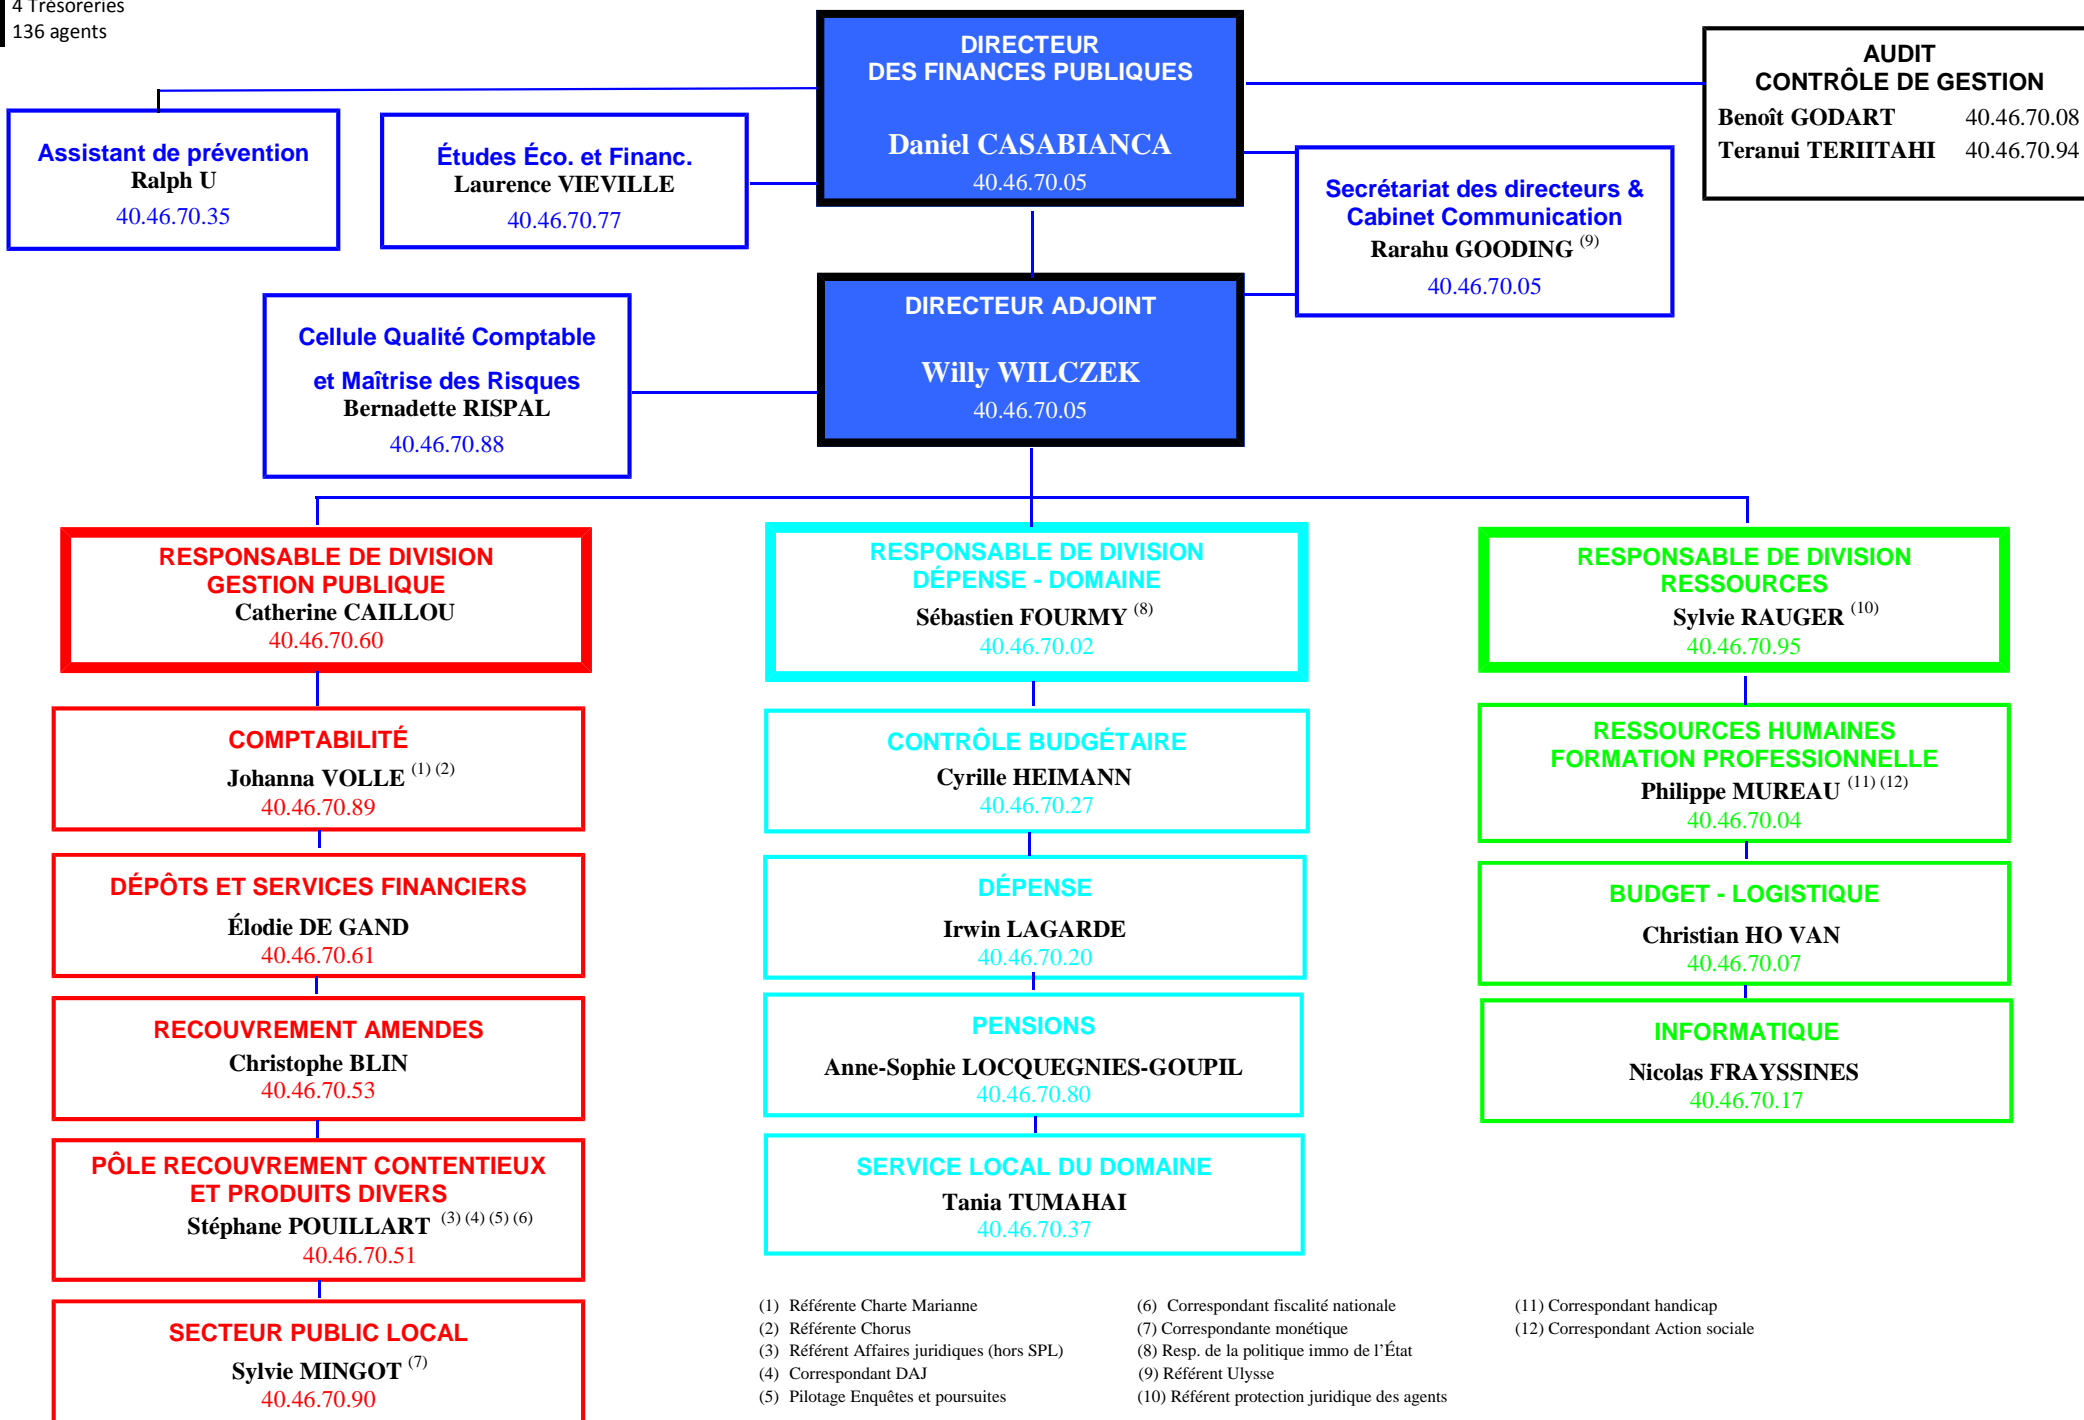 4 Trésoreries
136 agents
DIRECTEUR
DES FINANCES PUBLIQUES
Daniel CASABIANCA
40.46.70.05
AUDIT
CONTRÔLE DE GESTION
Benoît GODART 40.46.70.08
Teranui TERIITAHI 40.46.70.94
Assistant de prévention
Ralph U
40.46.70.35
Études Éco. et Financ.
Laurence VIEVILLE
40.46.70.77
Secrétariat des directeurs &
Cabinet Communication
Rarahu GOODING (9)
40.46.70.05
DIRECTEUR ADJOINT
Willy WILCZEK
40.46.70.05
Cellule Qualité Comptable
et Maîtrise des Risques
Bernadette RISPAL
40.46.70.88
RESPONSABLE DE DIVISION
GESTION PUBLIQUE
Catherine CAILLOU
40.46.70.60
COMPTABILITÉ
Johanna VOLLE (1) (2)
40.46.70.89
DÉPÔTS ET SERVICES FINANCIERS
Élodie DE GAND
40.46.70.61
RECOUVREMENT AMENDES
Christophe BLIN
40.46.70.53
PÔLE RECOUVREMENT CONTENTIEUX
ET PRODUITS DIVERS
Stéphane POUILLART (3) (4) (5) (6)
40.46.70.51
SECTEUR PUBLIC LOCAL
Sylvie MINGOT (7)
40.46.70.90
RESPONSABLE DE DIVISION
DÉPENSE - DOMAINE
Sébastien FOURMY (8)
40.46.70.02
CONTRÔLE BUDGÉTAIRE
Cyrille HEIMANN
40.46.70.27
DÉPENSE
Irwin LAGARDE
40.46.70.20
PENSIONS
Anne-Sophie LOCQUEGNIES-GOUPIL
40.46.70.80
SERVICE LOCAL DU DOMAINE
Tania TUMAHAI
40.46.70.37
RESPONSABLE DE DIVISION
RESSOURCES
Sylvie RAUGER (10)
40.46.70.95
RESSOURCES HUMAINES
FORMATION PROFESSIONNELLE
Philippe MUREAU (11) (12)
40.46.70.04
BUDGET - LOGISTIQUE
Christian HO VAN
40.46.70.07
INFORMATIQUE
Nicolas FRAYSSINES
40.46.70.17
(1) Référente Charte Marianne
(2) Référente Chorus
(3) Référent Affaires juridiques (hors SPL)
(4) Correspondant DAJ
(5) Pilotage Enquêtes et poursuites
(6) Correspondant fiscalité nationale
(7) Correspondante monétique
(8) Resp. de la politique immo de l’État
(9) Référent Ulysse
(10) Référent protection juridique des agents
(11) Correspondant handicap
(12) Correspondant Action sociale